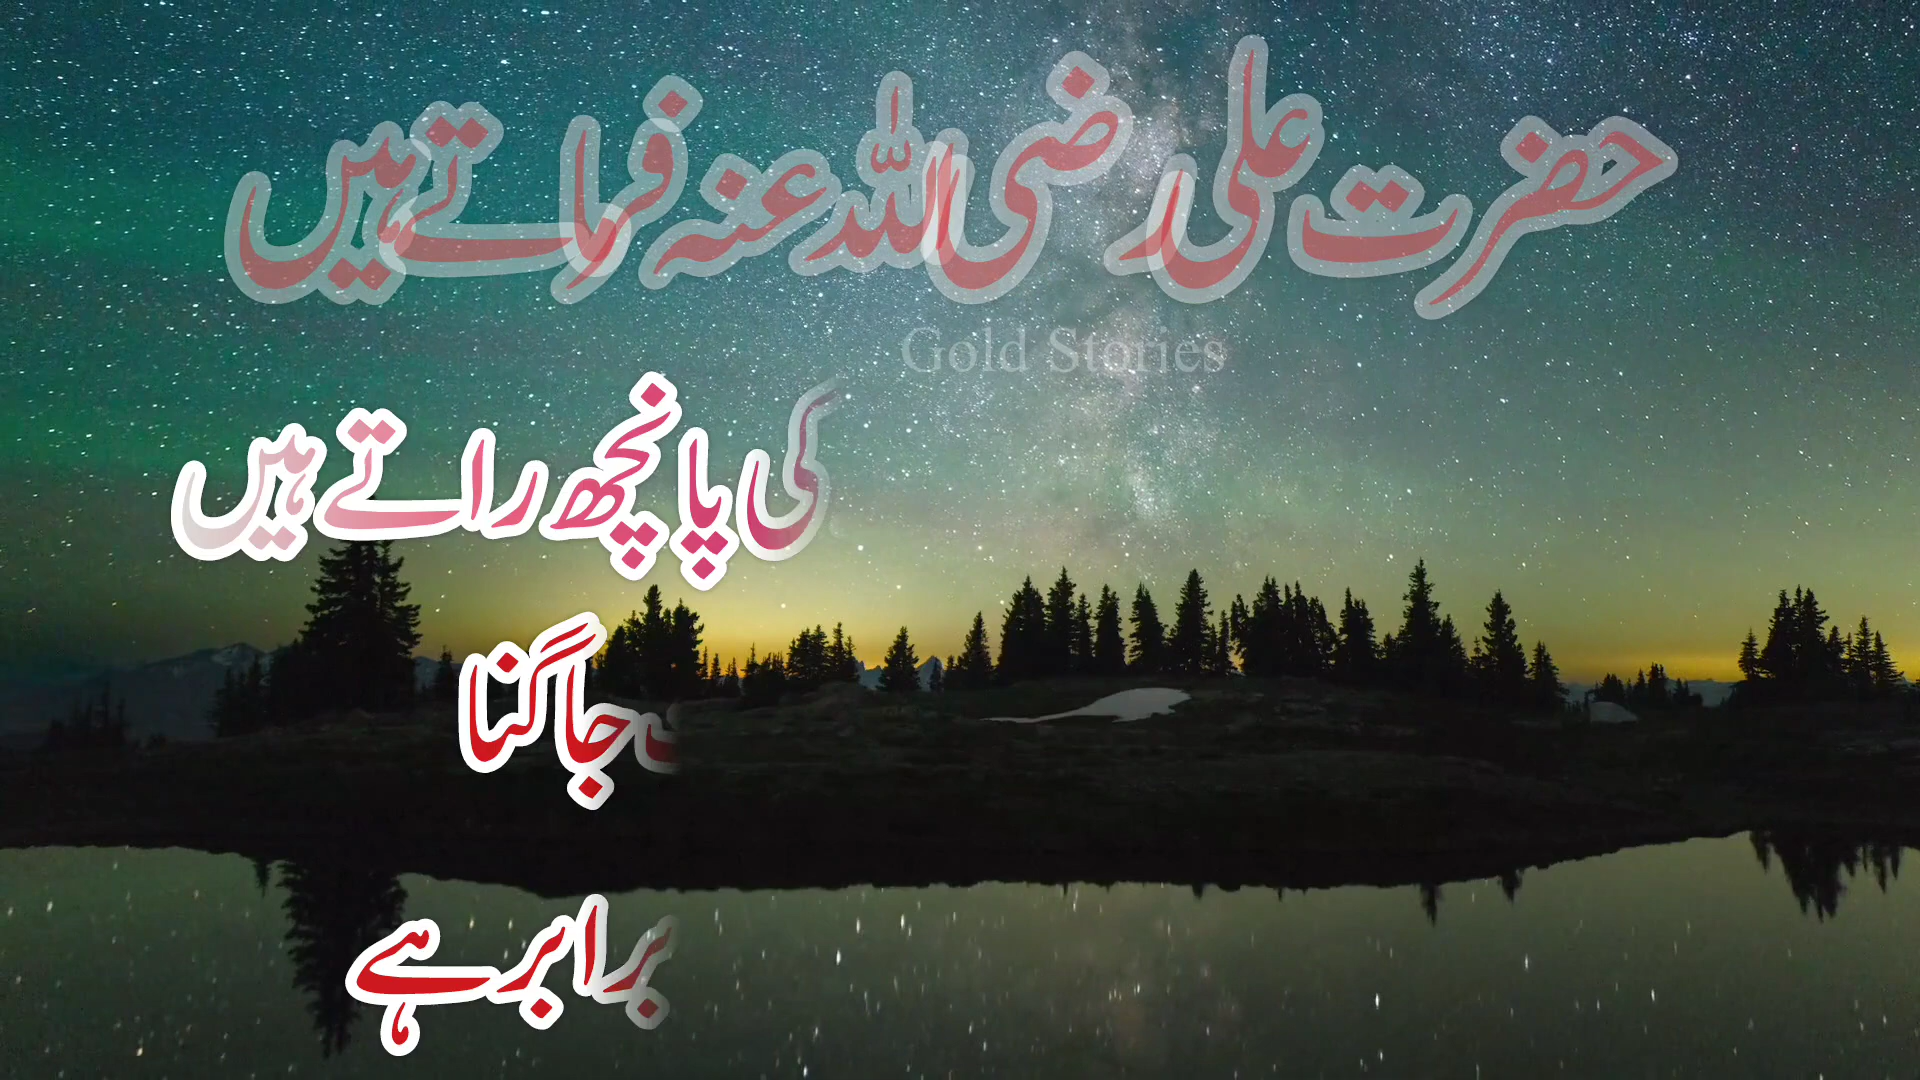 حضرت علی رضی اللہ عنہ فرماتے ہیں
Gold Stories
کی پانچھ راتے ہیں
جاگنا
برابر ہے